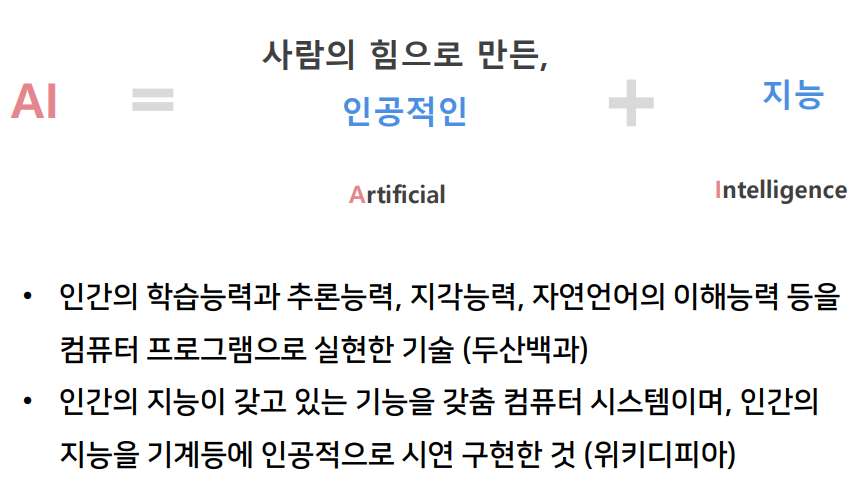 사람의 힘으로 만든,
AI = 인공적인 + 지능
Artificial Intelligence
• 인간의 학습능력과 추론능력, 지각능력, 자연언어의 이해능력 등을
컴퓨터 프로그램으로 실현한 기술 (두산백과)
• 인간의 지능이 갖고 있는 기능을 갖춤 컴퓨터 시스템이며, 인간의
지능을 기계등에 인공적으로 시연 구현한 것 (위키디피아)